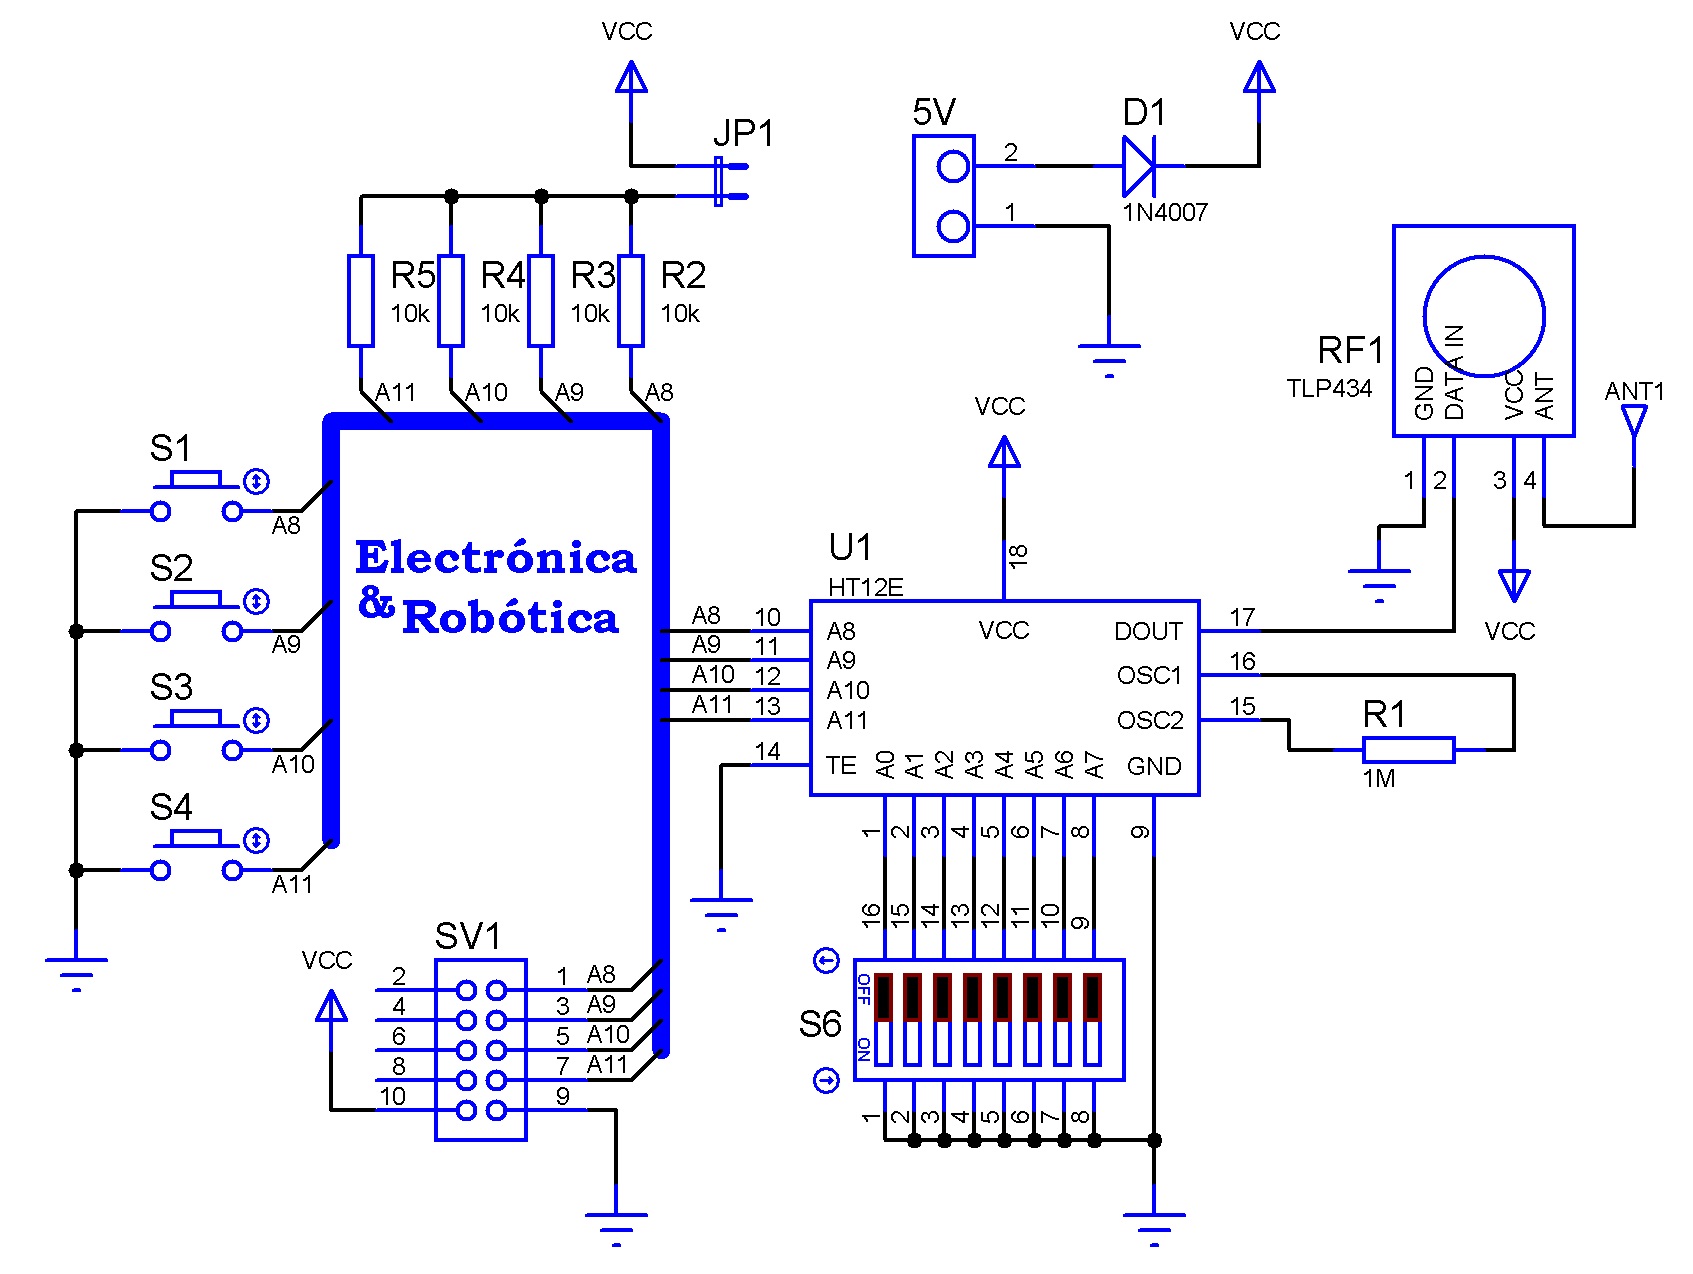 VCC
VCC
JP1
5V
D1
2
1
1N4007
R5
R4
R3
R2
10k
10k
10k
10k
A11
A10
A9
A8
RF1
TLP434
GND
DATA IN
VCC
ANT
ANT1
1
2
3
4
VCC
VCC
S1
A8
S2
A9
S3
A10
S4
A11
Electrónica
&Robótica
U1
HT12E
18
VCC
A8
10
A8
A9
11
A9
A10
12
A10
A11
13
A11
14
TE
DOUT
17
OSC1
16
OSC2
15
GND
R1
1M
A0
A1
A2
A3
A4
A5
A6
A7
1
2
3
4
5
6
7
8
9
16
15
14
13
12
11
10
9
SV1
VCC
2
1
A8
4
3
A9
6
5
A10
8
7
A11
10
9
S6
OFF
ON
1
2
3
4
5
6
7
8